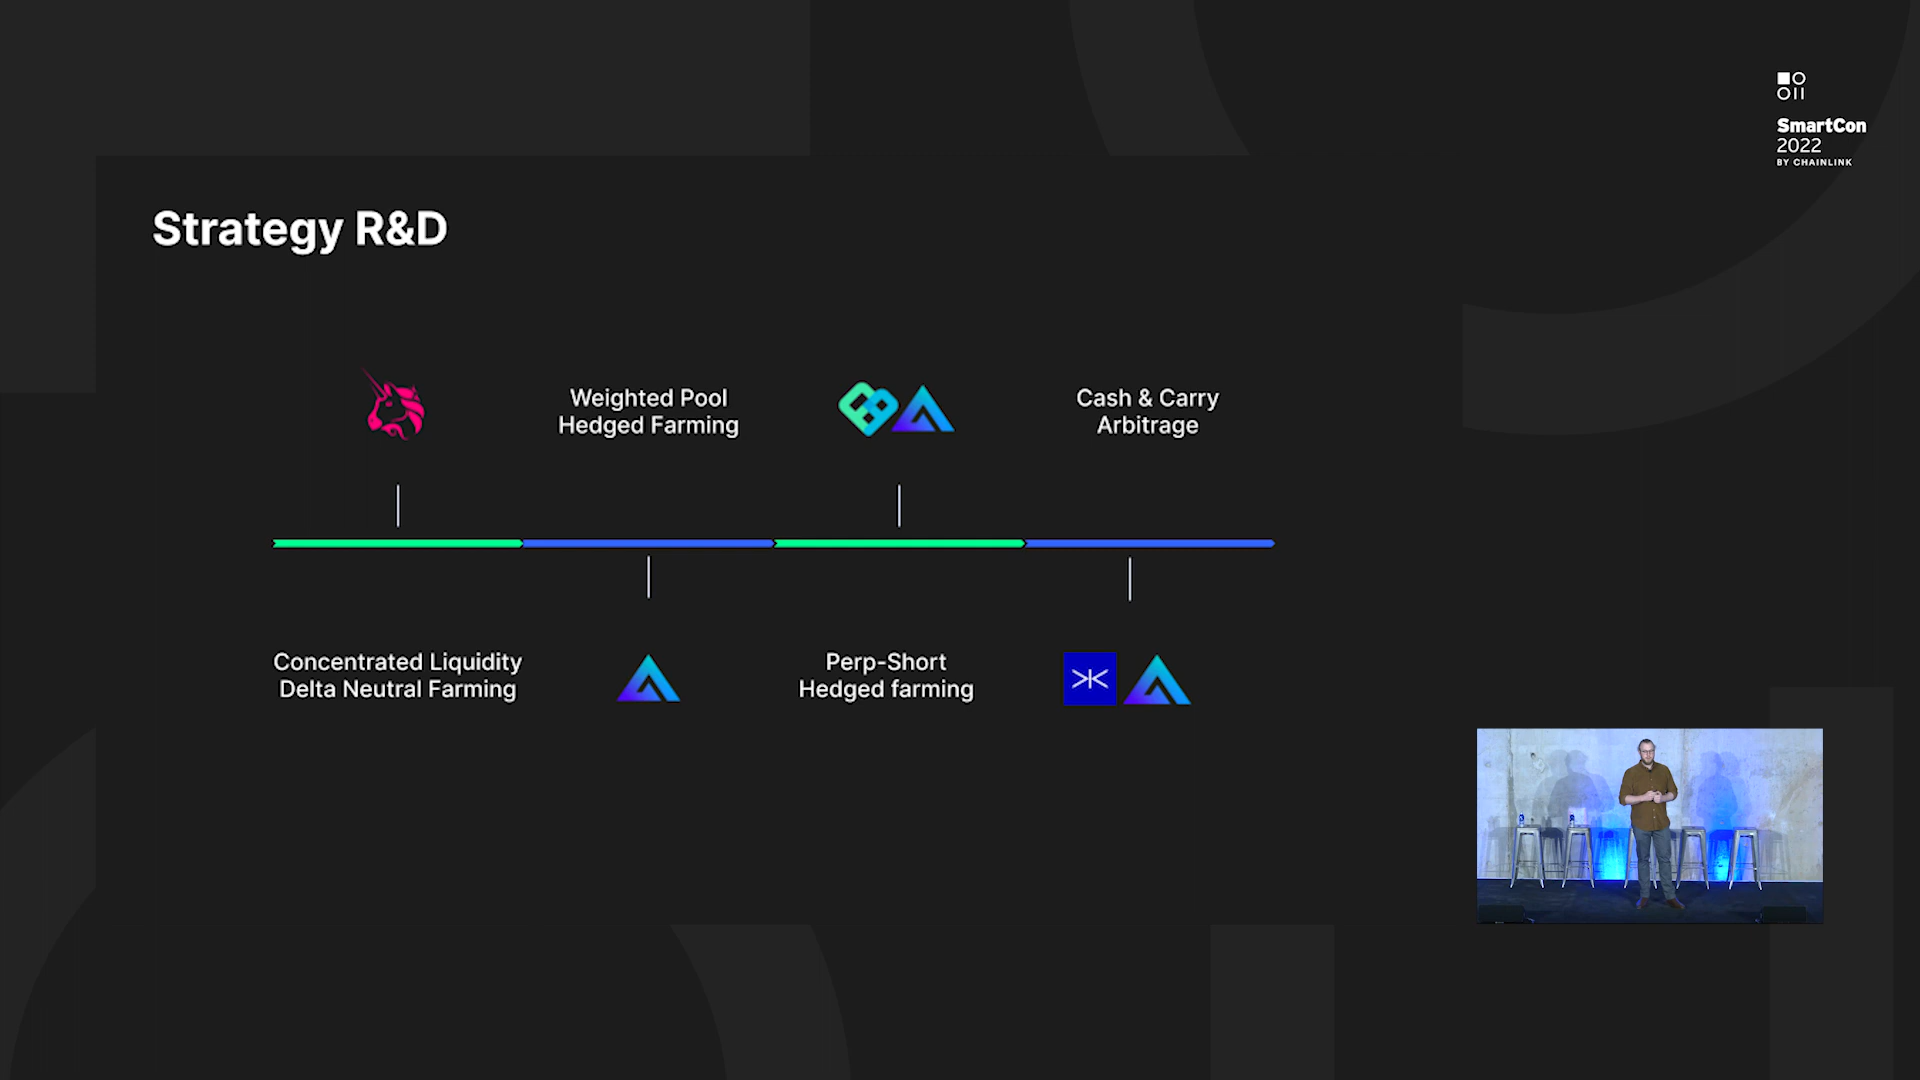 SmartCon
2022
BY CHAINLINK
Strategy R&D
Weighted Pool
Hedged Farming
Cash & Carry
Arbitrage
Concentrated Liquidity
Delta Neutral Farming
Perp-Short
Hedged farming